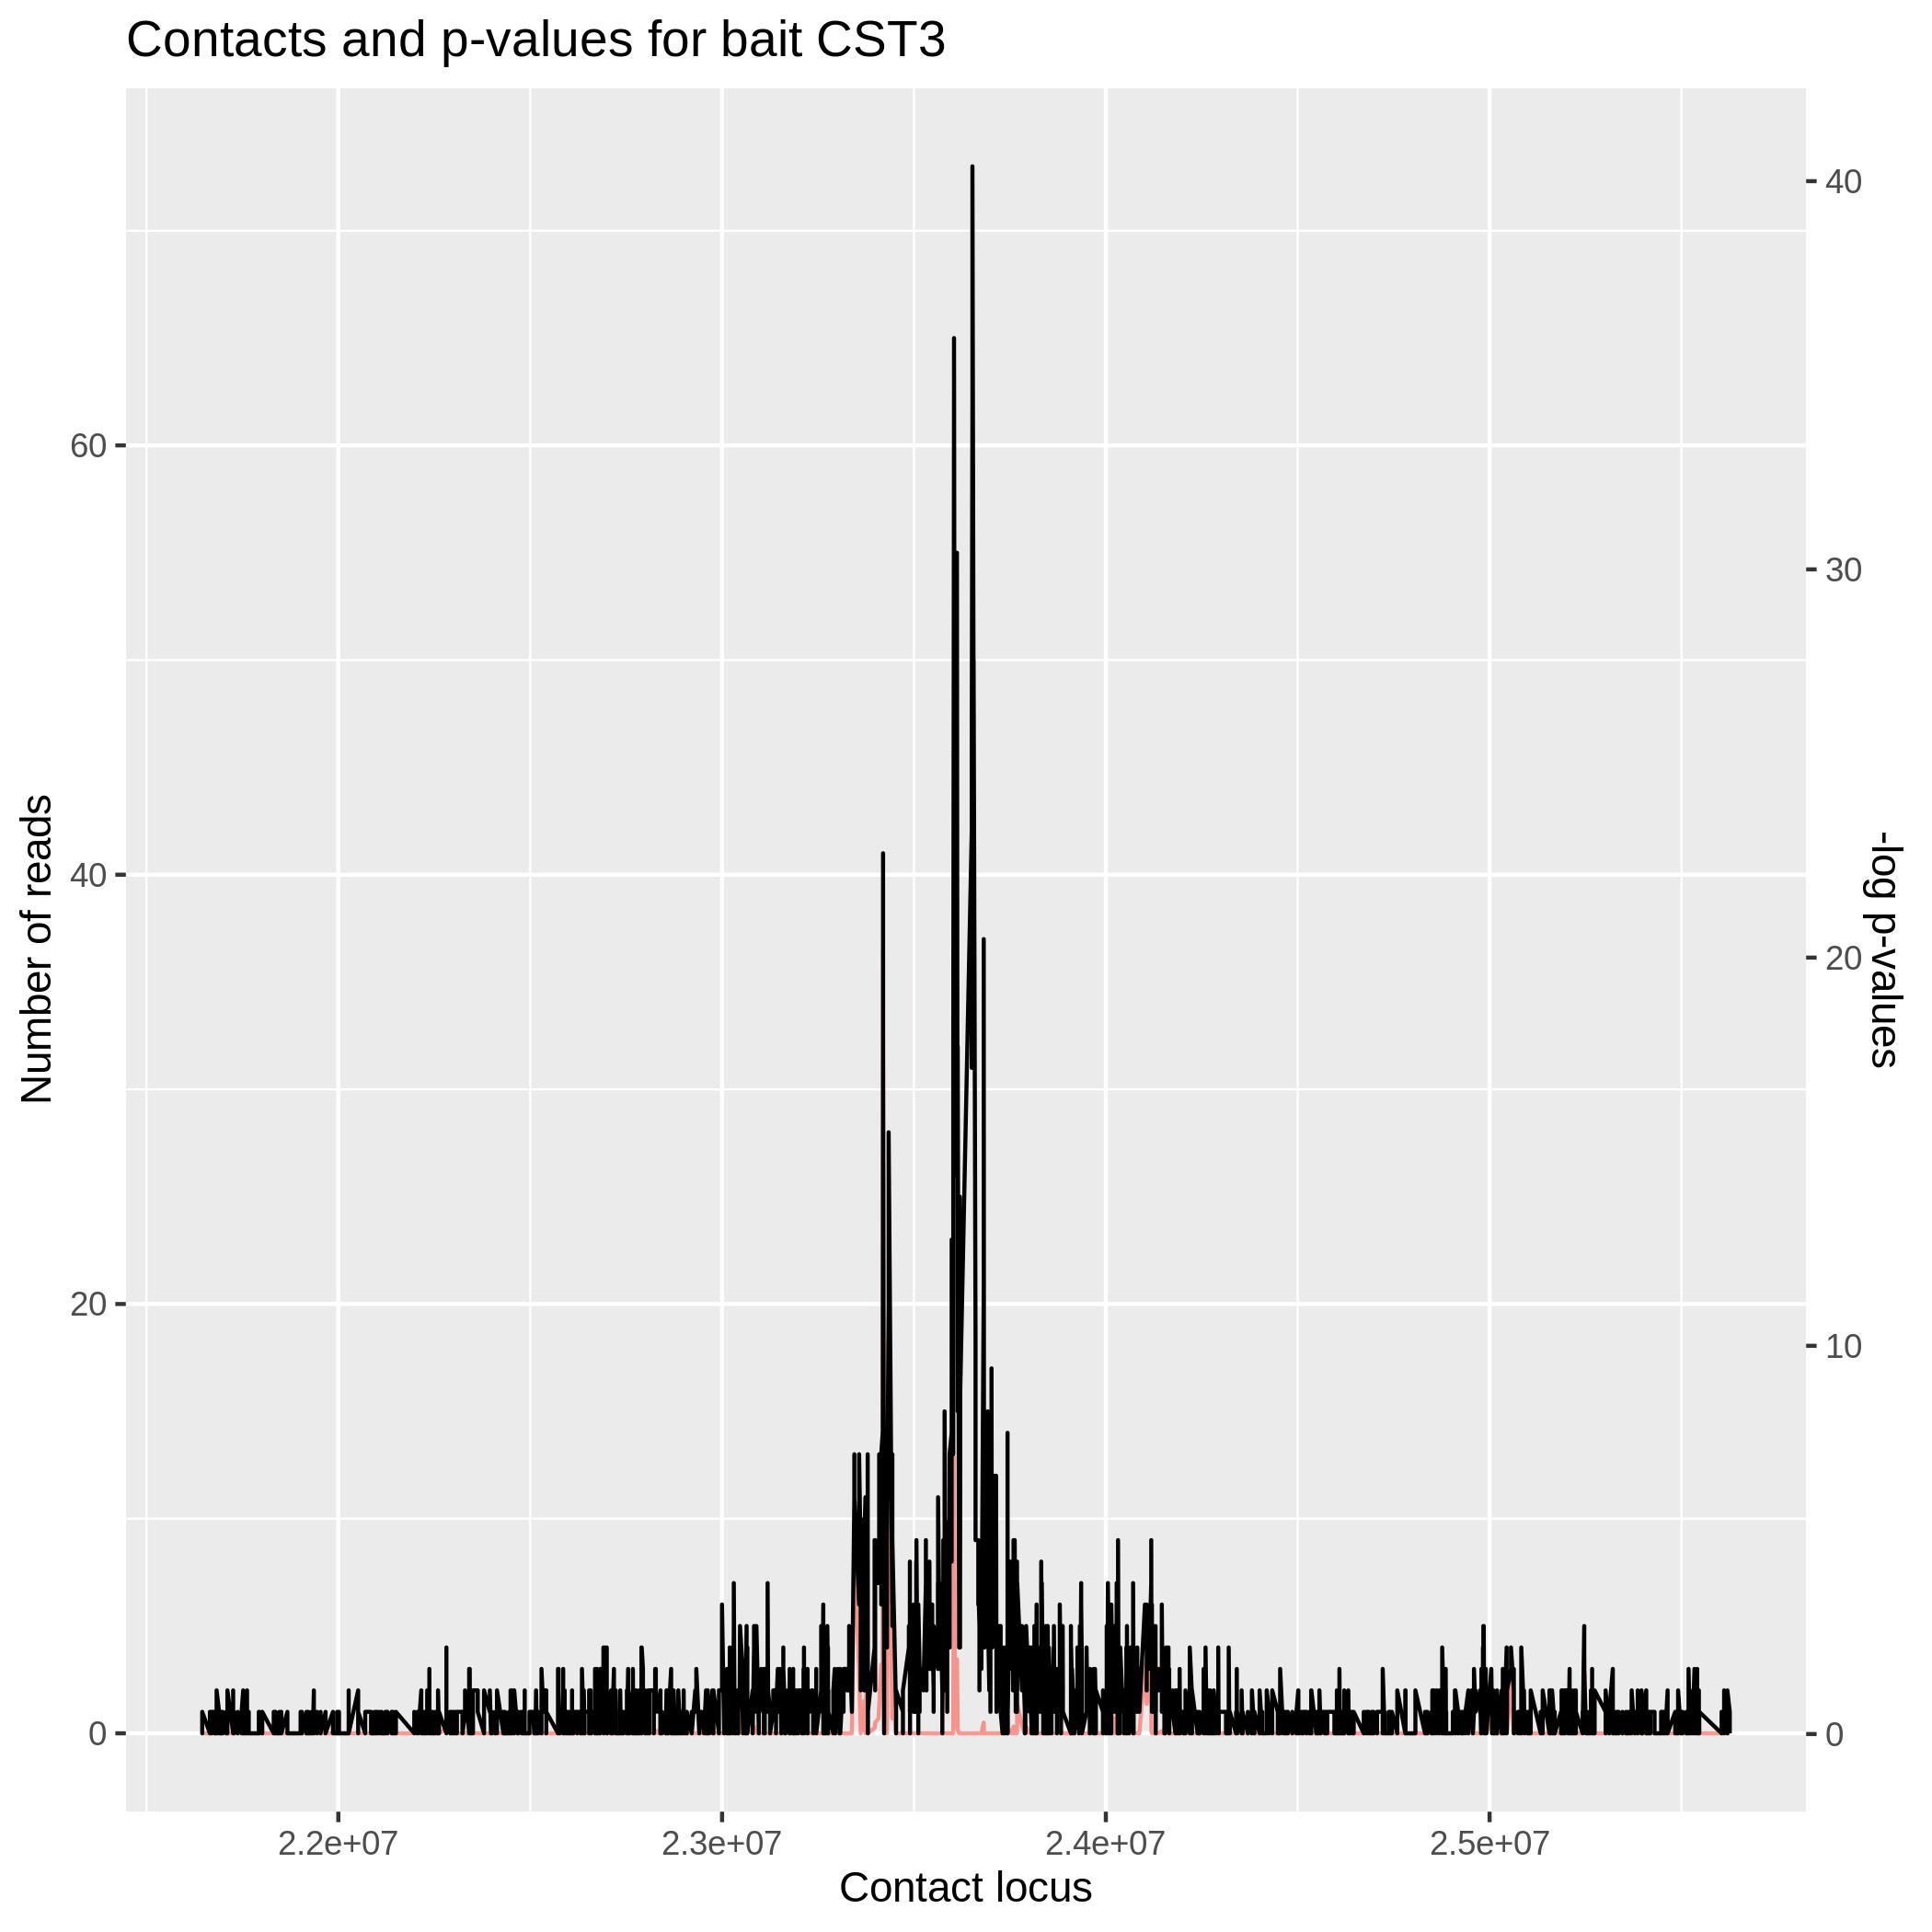 Contacts and p-values for bait CST3
Number of reads
60
40
20
0
40
30
20
10
0
-log p-values
2.2e+07
2.3e+07
2.4e+07
2.5e+07
Contact locus